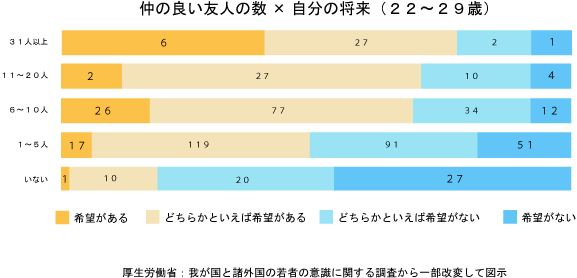 仲の良い友人の数 × 自分の将来（２２～２９歳）
３１人以上 6 27 2 1
１１～２０人 2 27 10 4
６～１０人 26 77 34 12
１～５人 17 119 91 51
いない 1 10 20 27
希望がある どちらかといえば希望がある どちらかといえば希望がない 希望がない
厚生労働省：我が国と諸外国の若者の意識に関する調査から一部改変して図示